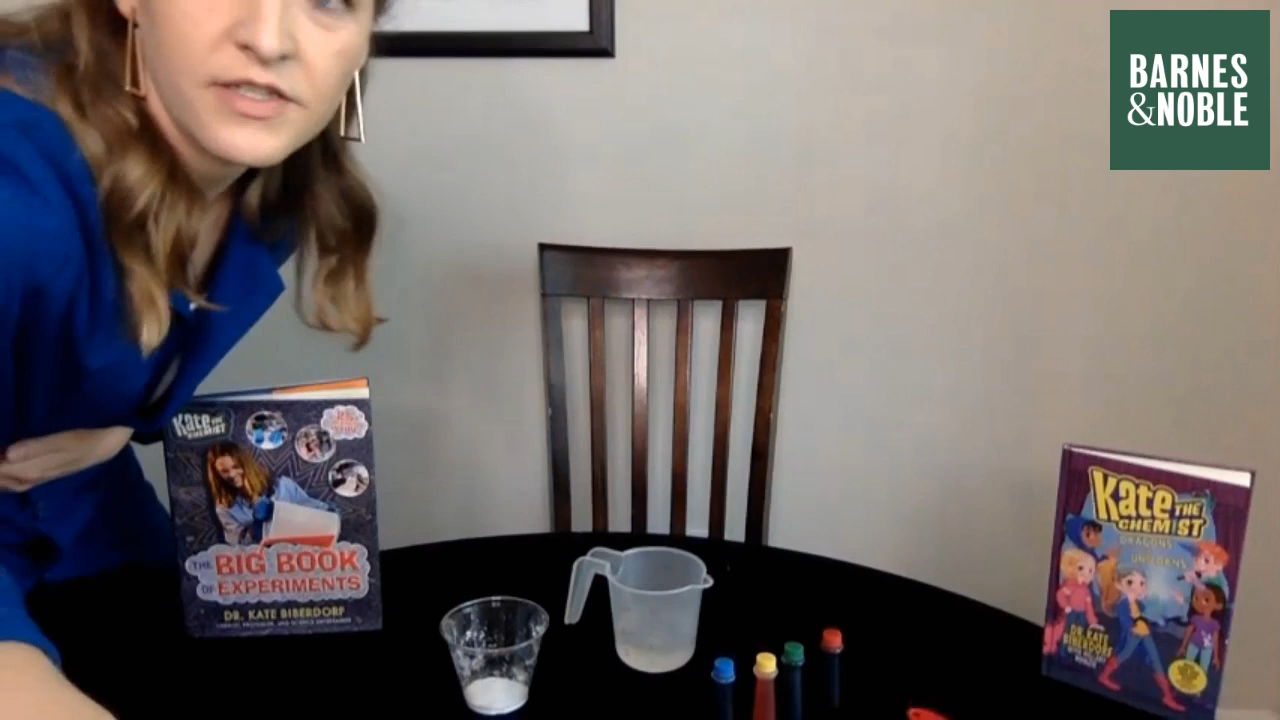 BARNES
&NOBLE
Kate THE
CHEMIST
THE BIG BOOK
OF EXPERIMENTS
DR. KATE BIBERDORF
Kate THE
CHEMIST
DRAGONS
UNICORNS
DR. KATE
BIBERDORF